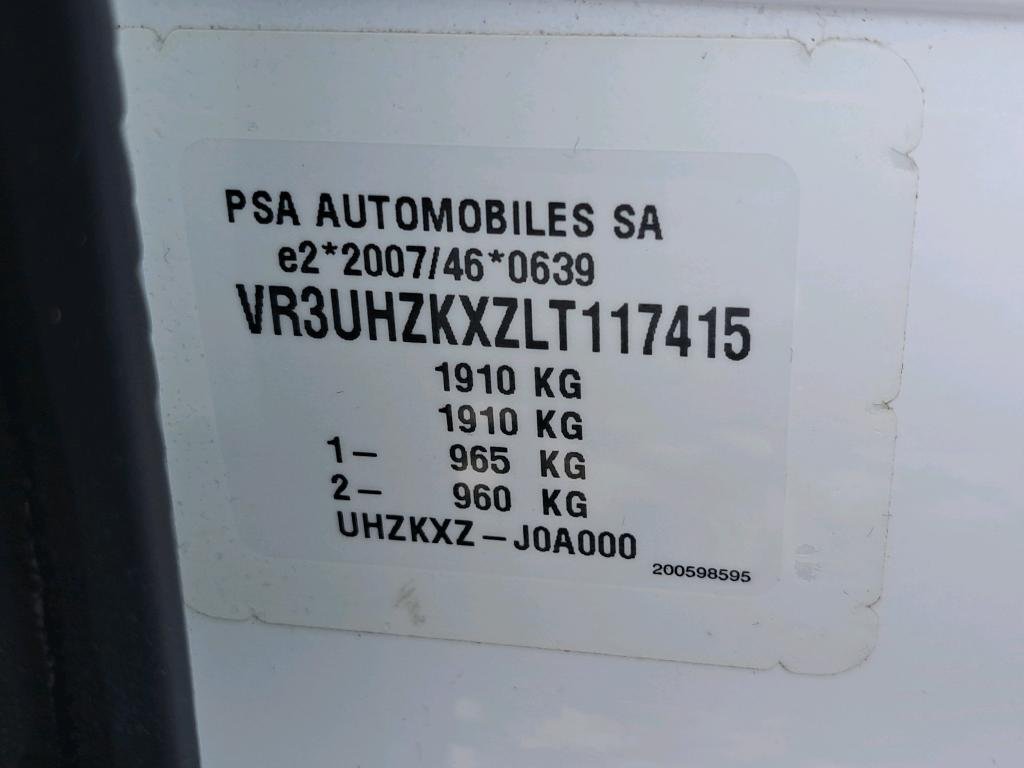 PSA AUTOMOBILES SA
e2*2007/46*0639
VR3UHZKXZLT117415
1910 KG
1910 KG
1- 965 KG
2- 960 KG
UHZKXZ-J0A000
200598595